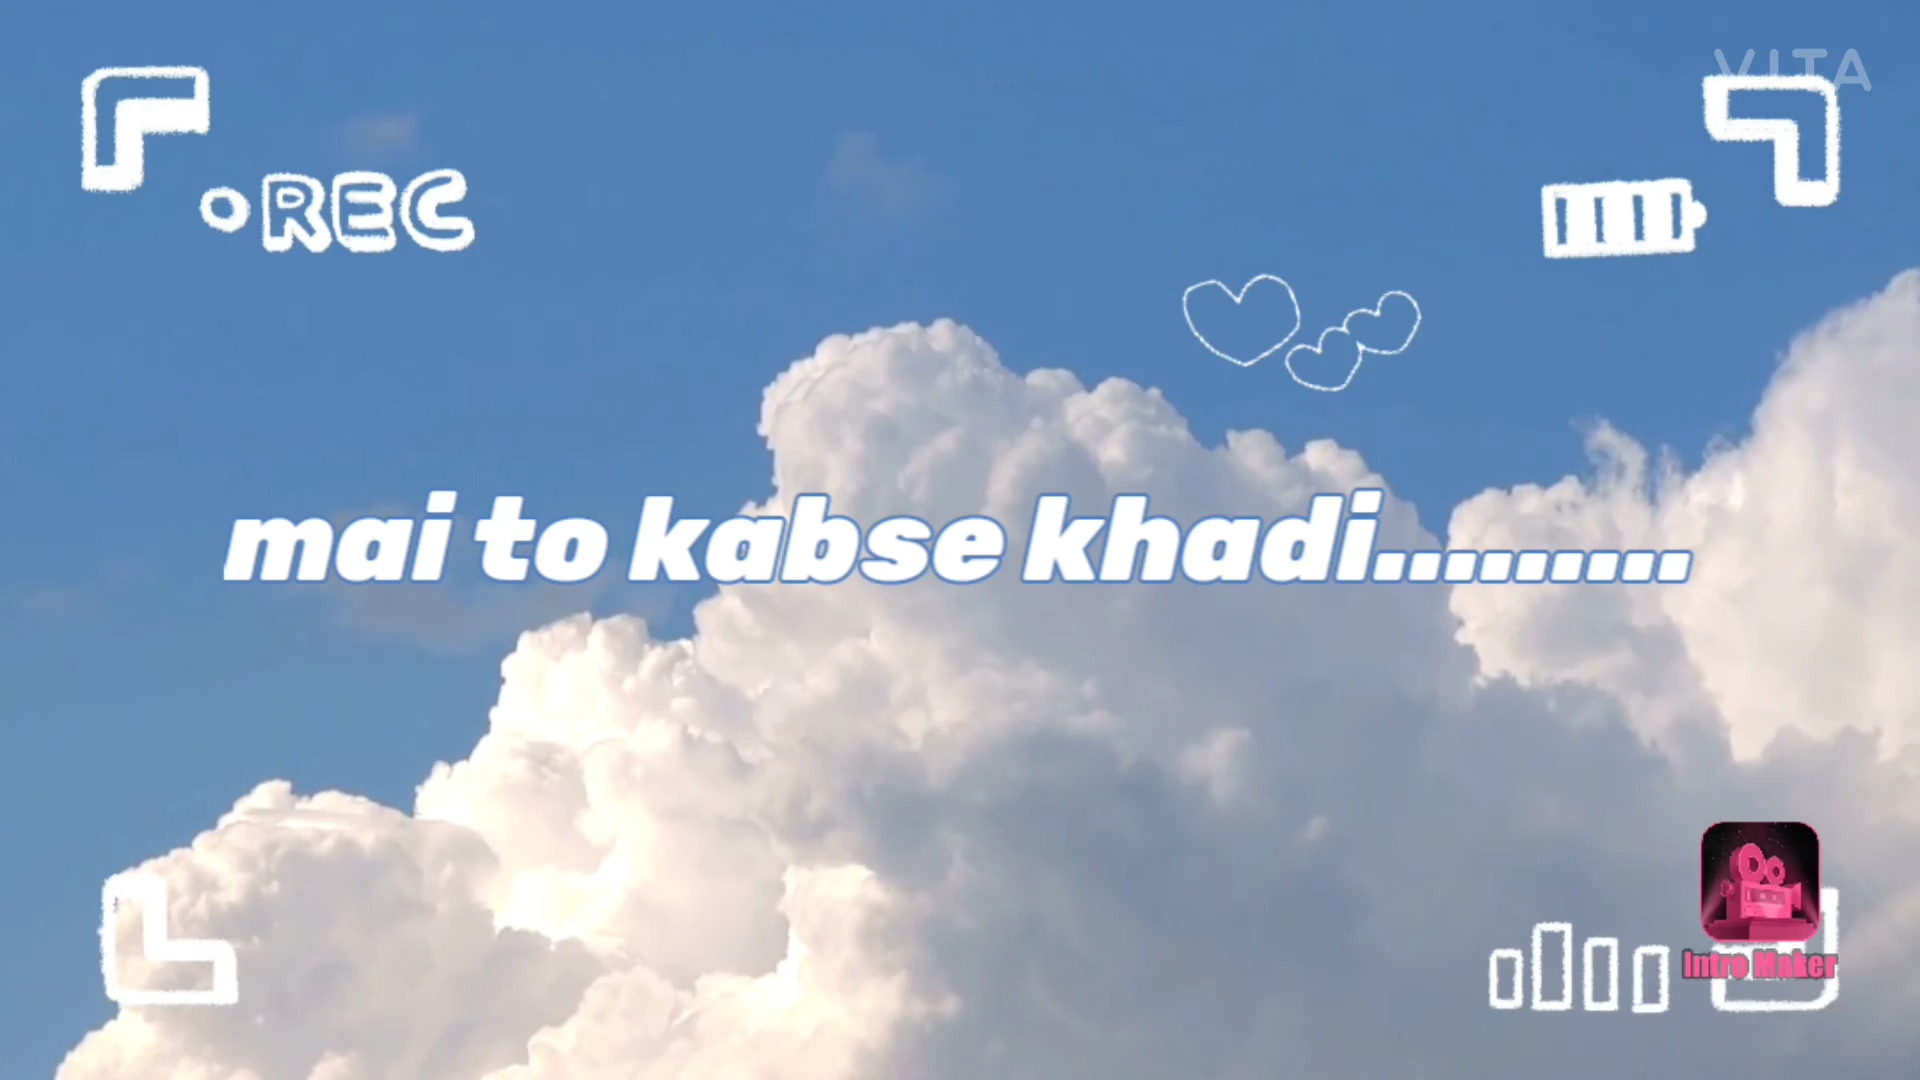 VITA
REC
mai to kabse khadi.........
Intro Maker